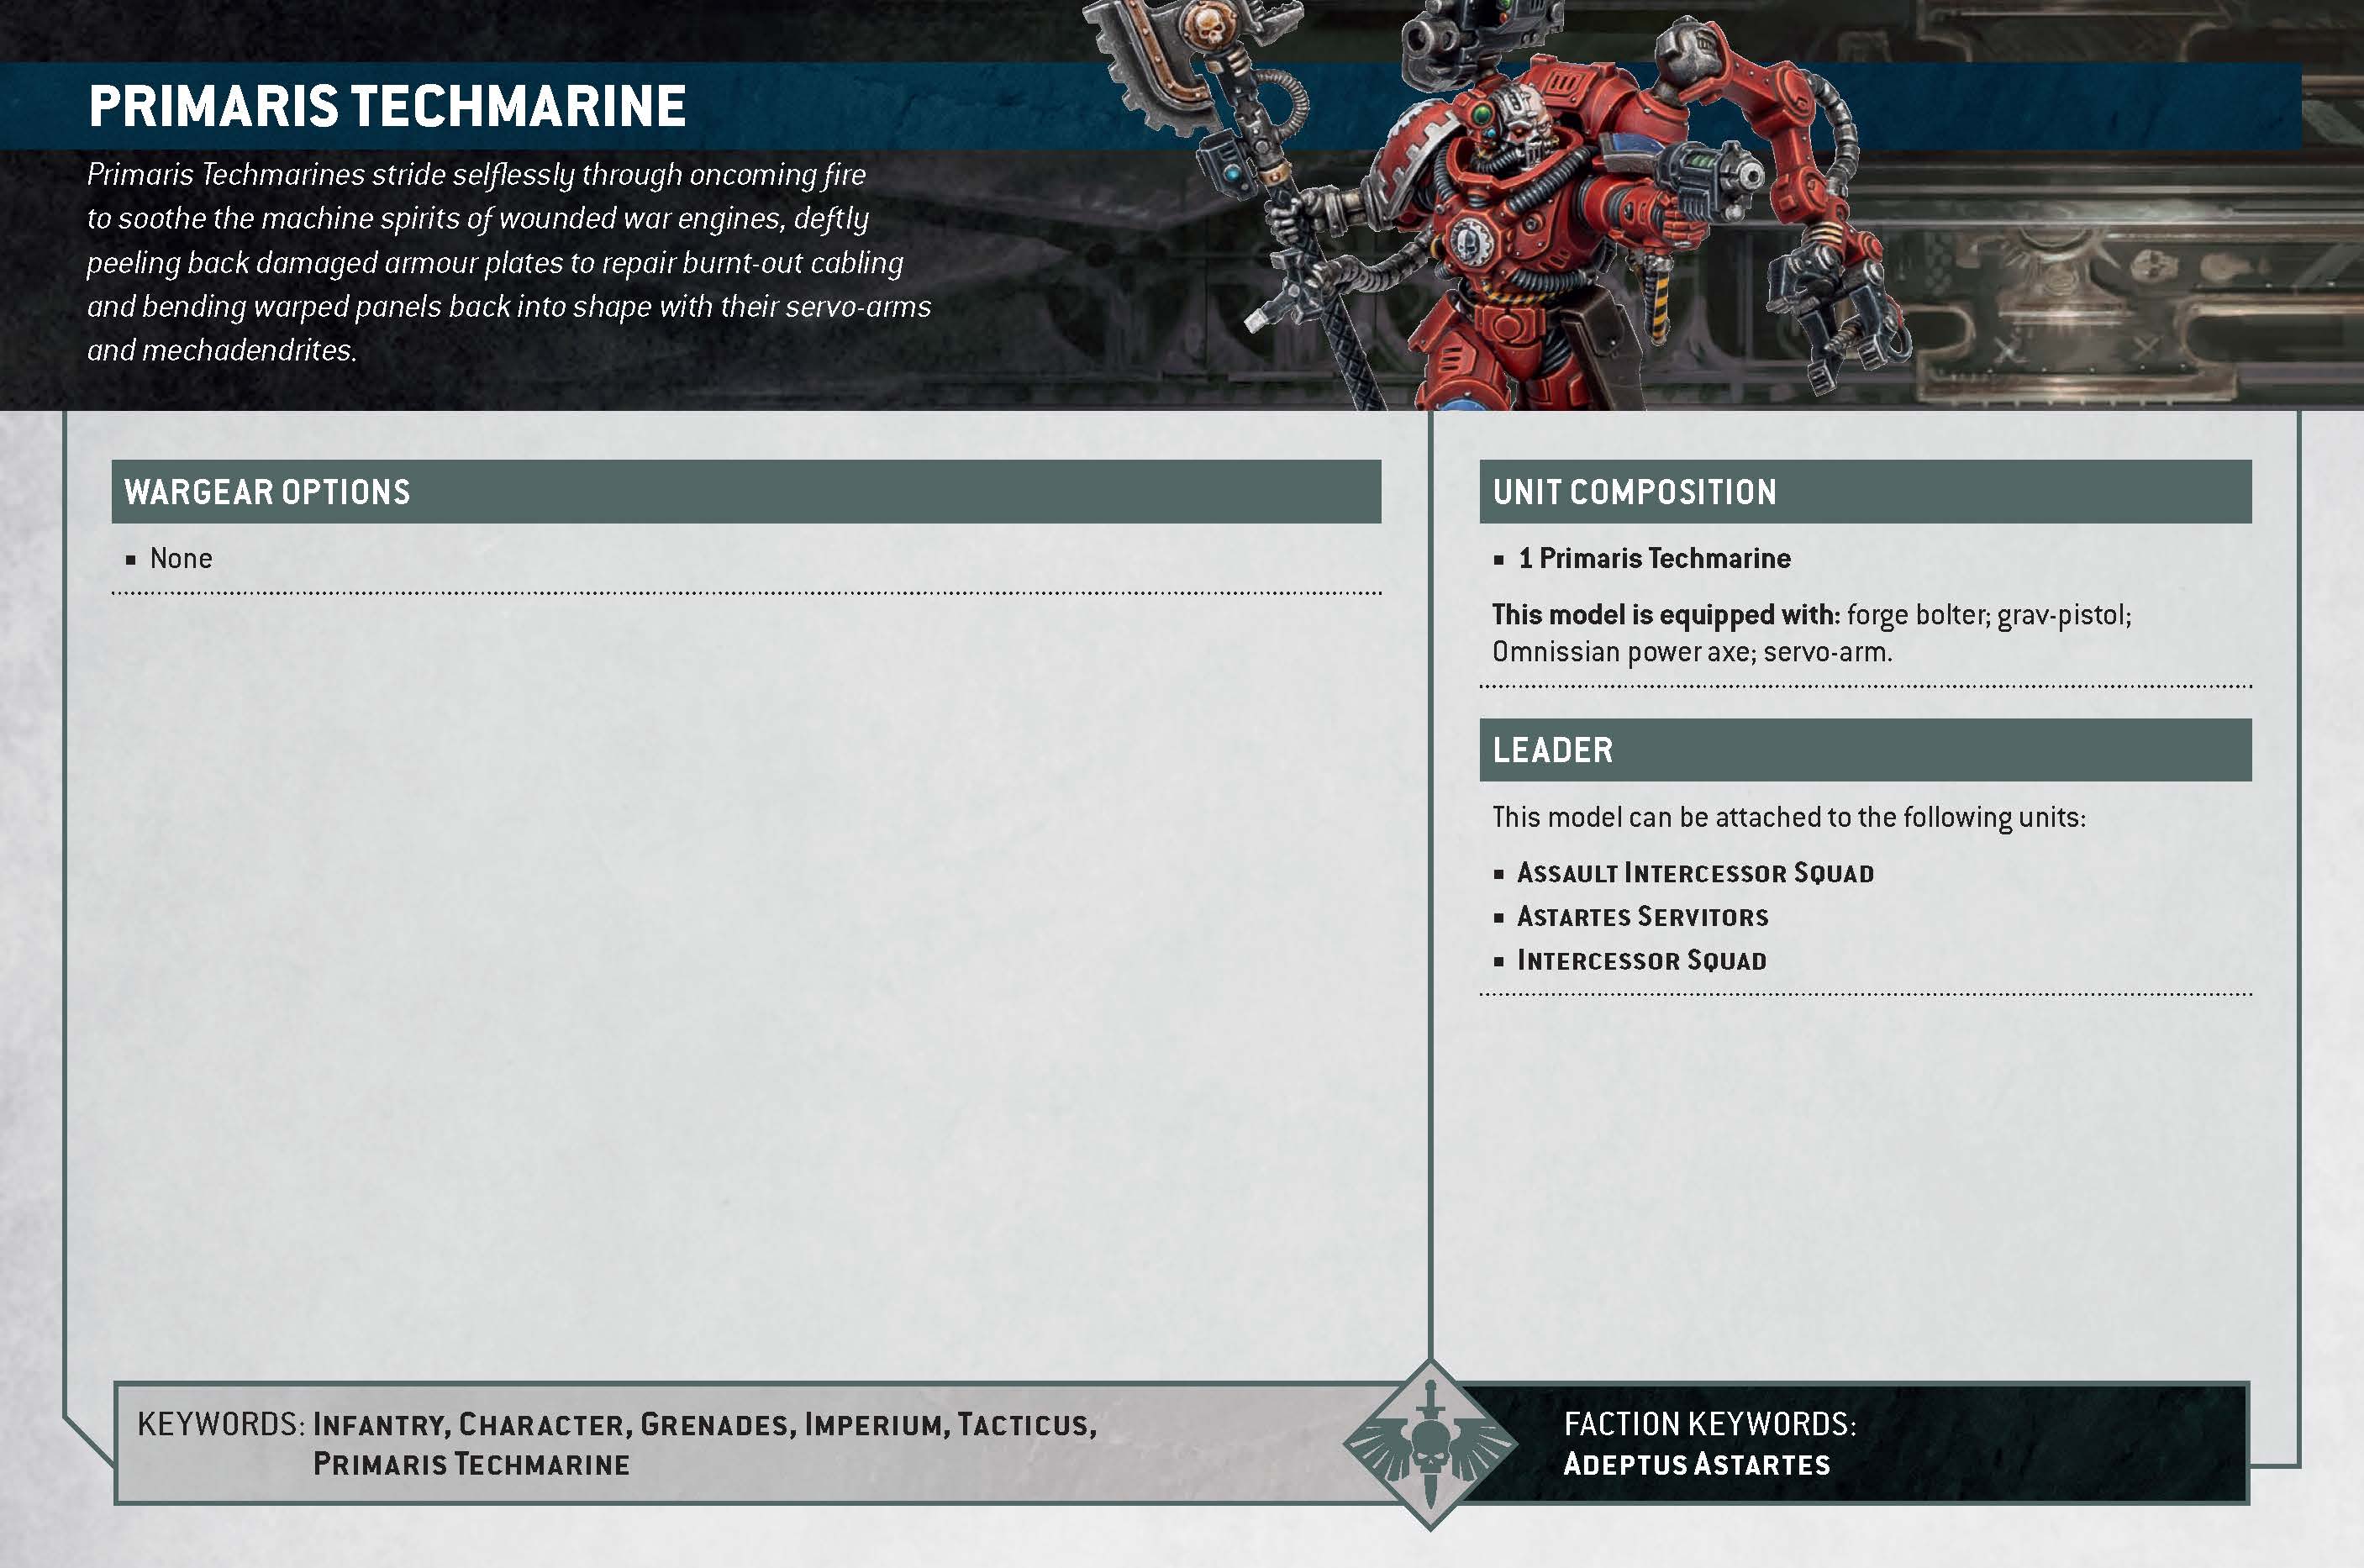 PRIMARIS TECHMARINE
Primaris Techmarines stride selflessly through oncoming fire
to soothe the machine spirits of wounded war engines, deftly
peeling back damaged armour plates to repair burnt-out cabling
and bending warped panels back into shape with their servo-arms
and mechadendrites.
WARGEAR OPTIONS
▪ None
UNIT COMPOSITION
▪ 1 Primaris Techmarine
This model is equipped with: forge bolter; grav-pistol;
Omnissian power axe; servo-arm.
LEADER
This model can be attached to the following units:
▪ Assault Intercessor Squad
▪ Astartes Servitors
▪ Intercessor Squad
KEYWORDS: Infantry, Character, Grenades, Imperium, Tacticus,
Primaris Techmarine
FACTION KEYWORDS:
Adeptus Astartes